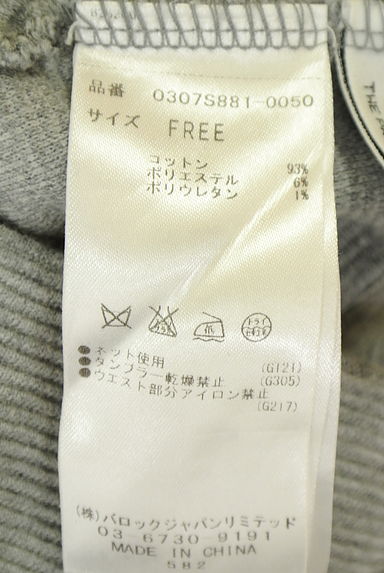 品番 0307S881-0050
サイズ FREE
コットン 93%
ポリエステル 6%
ポリウレタン 1%
ドライ
●ネット使用 (G121)
●タンブラー乾燥禁止 (G305)
●ウエスト部分アイロン禁止
(G217)
(株)バロックジャパンリミテッド
03-6730-9191
MADE IN CHINA
582
THE